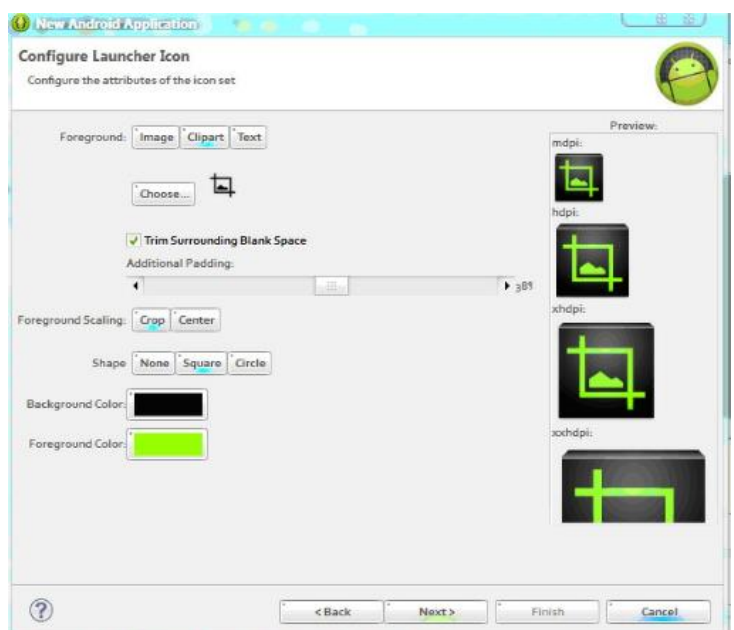 New Android Application
Configure Launcher Icon
Configure the attributes of the icon set
Foreground: Image Clipart Text
Choose...
Trim Surrounding Blank Space
Additional Padding:
Foreground Scaling: Crop Center
Shape None Square Circle
Background Color:
Foreground Color:
Preview:
mdpi:
hdpi:
xhdpi:
xxhdpi:
? < Back Next > Finish Cancel